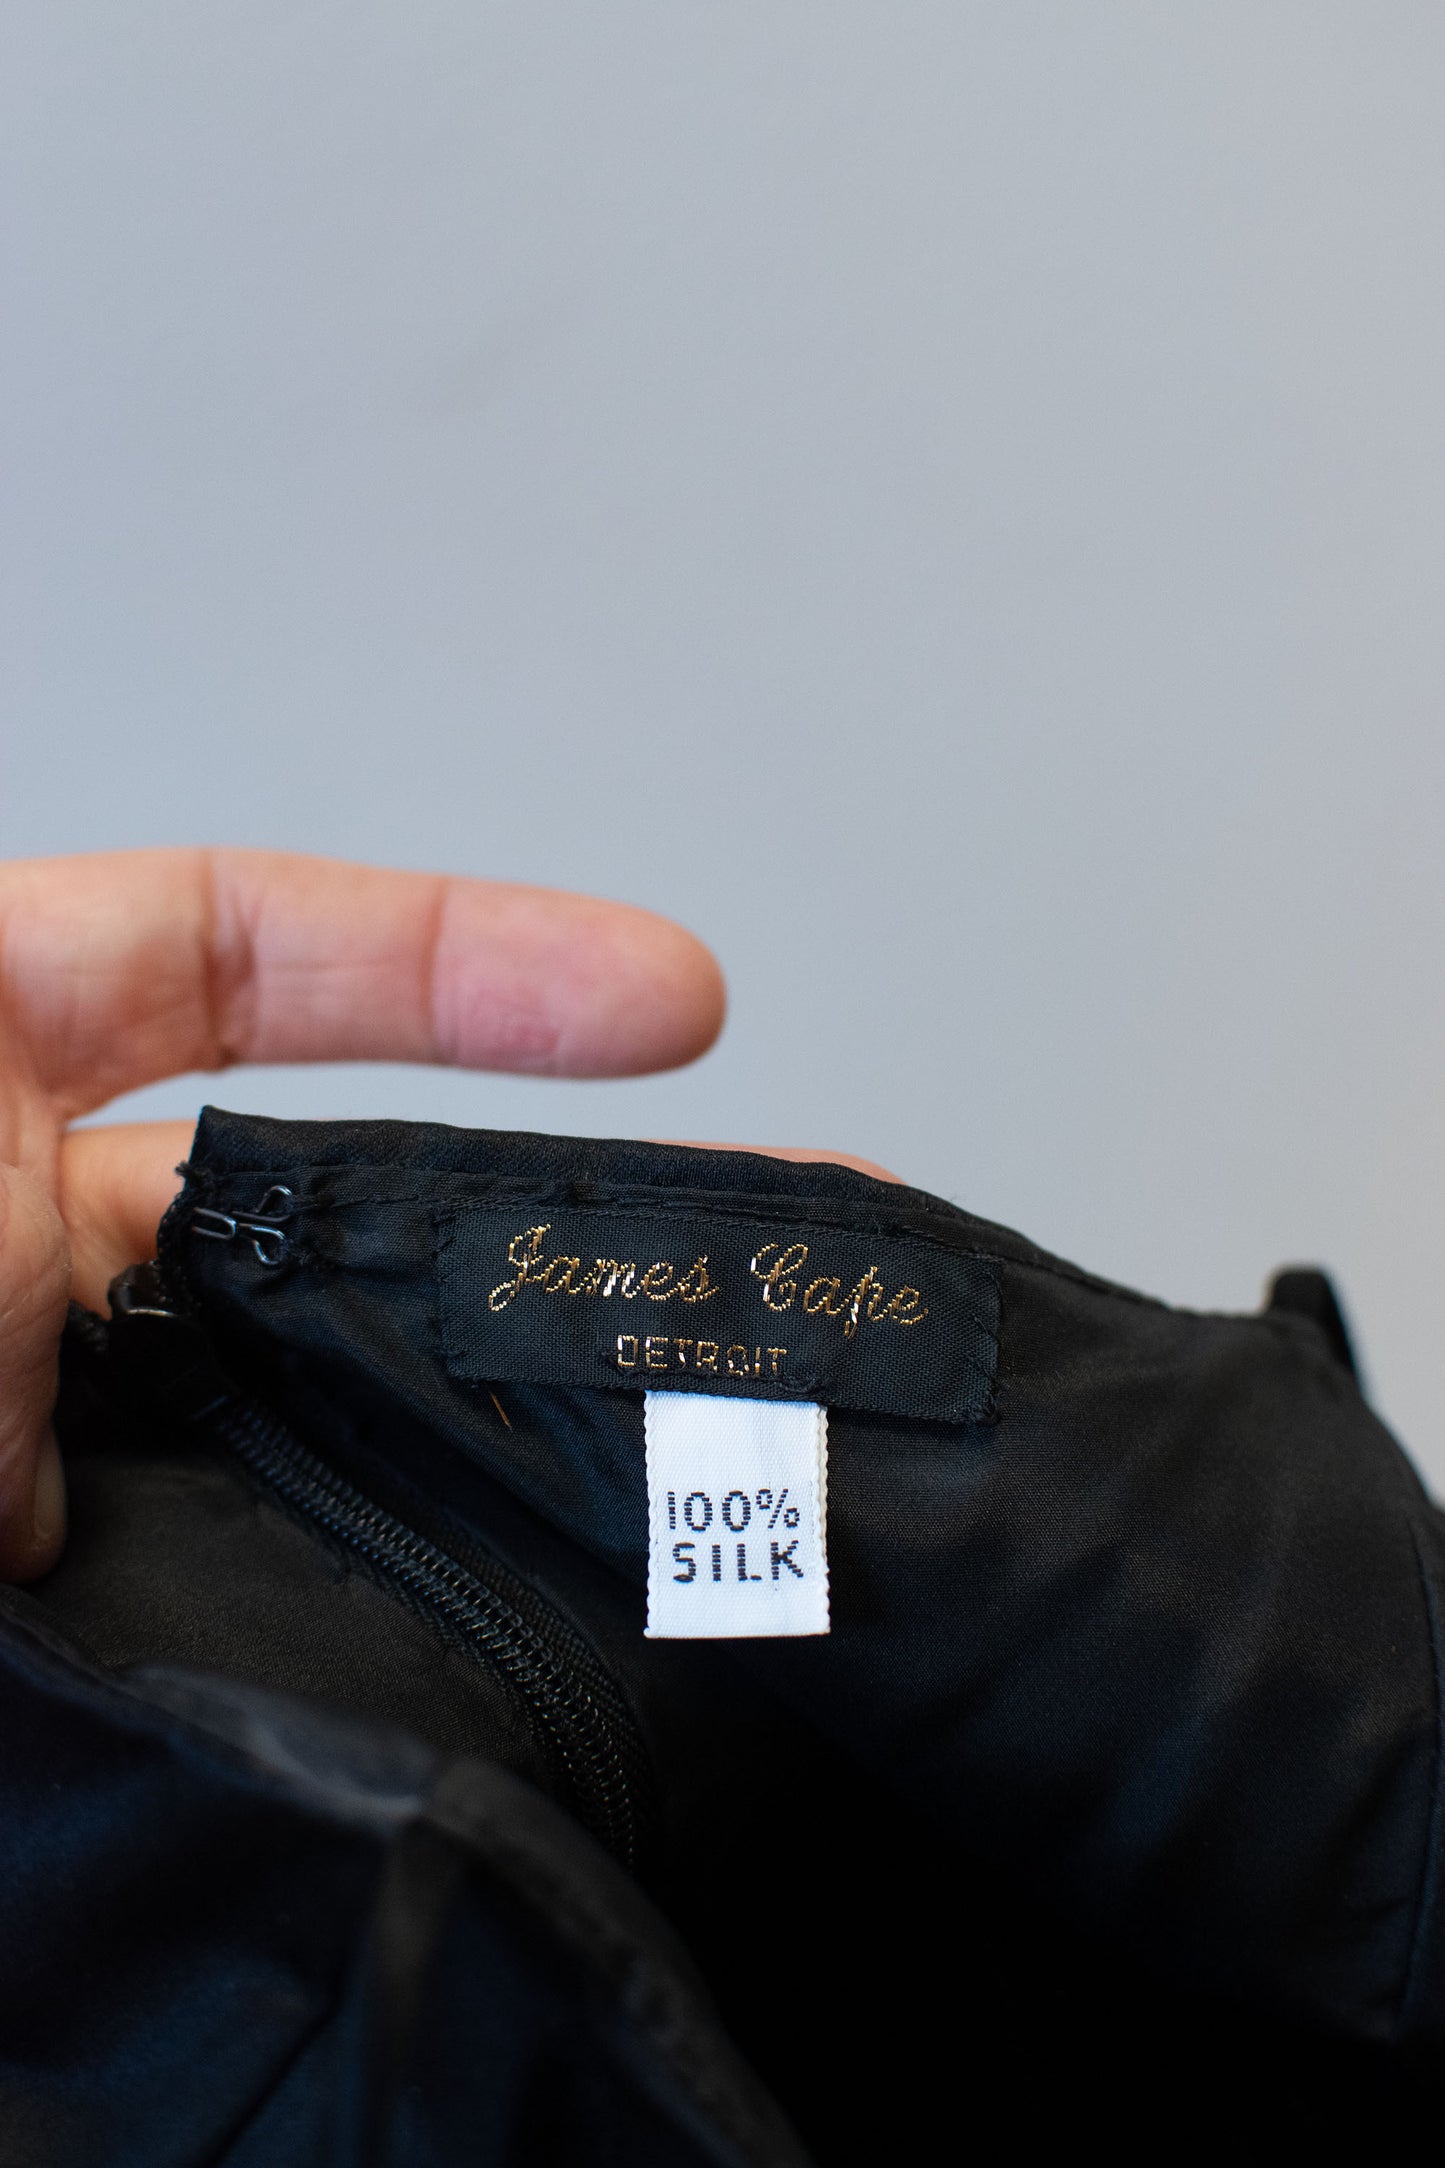 James Cape
DETROIT
100%
SILK